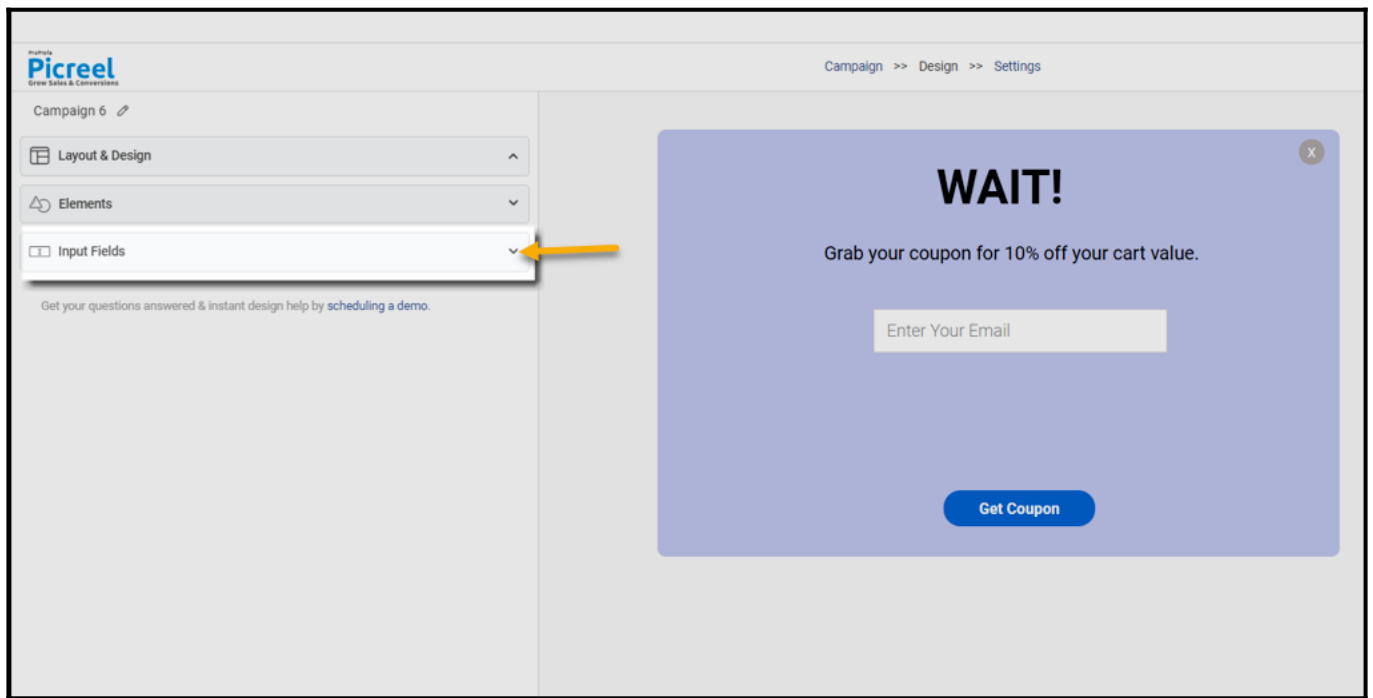 ProProfs
Picreel
Grow Sales & Conversions
Campaign >> Design >> Settings
Campaign 6
Layout & Design
Elements
Input Fields
Get your questions answered & instant design help by scheduling a demo.
X
WAIT!
Grab your coupon for 10% off your cart value.
Enter Your Email
Get Coupon